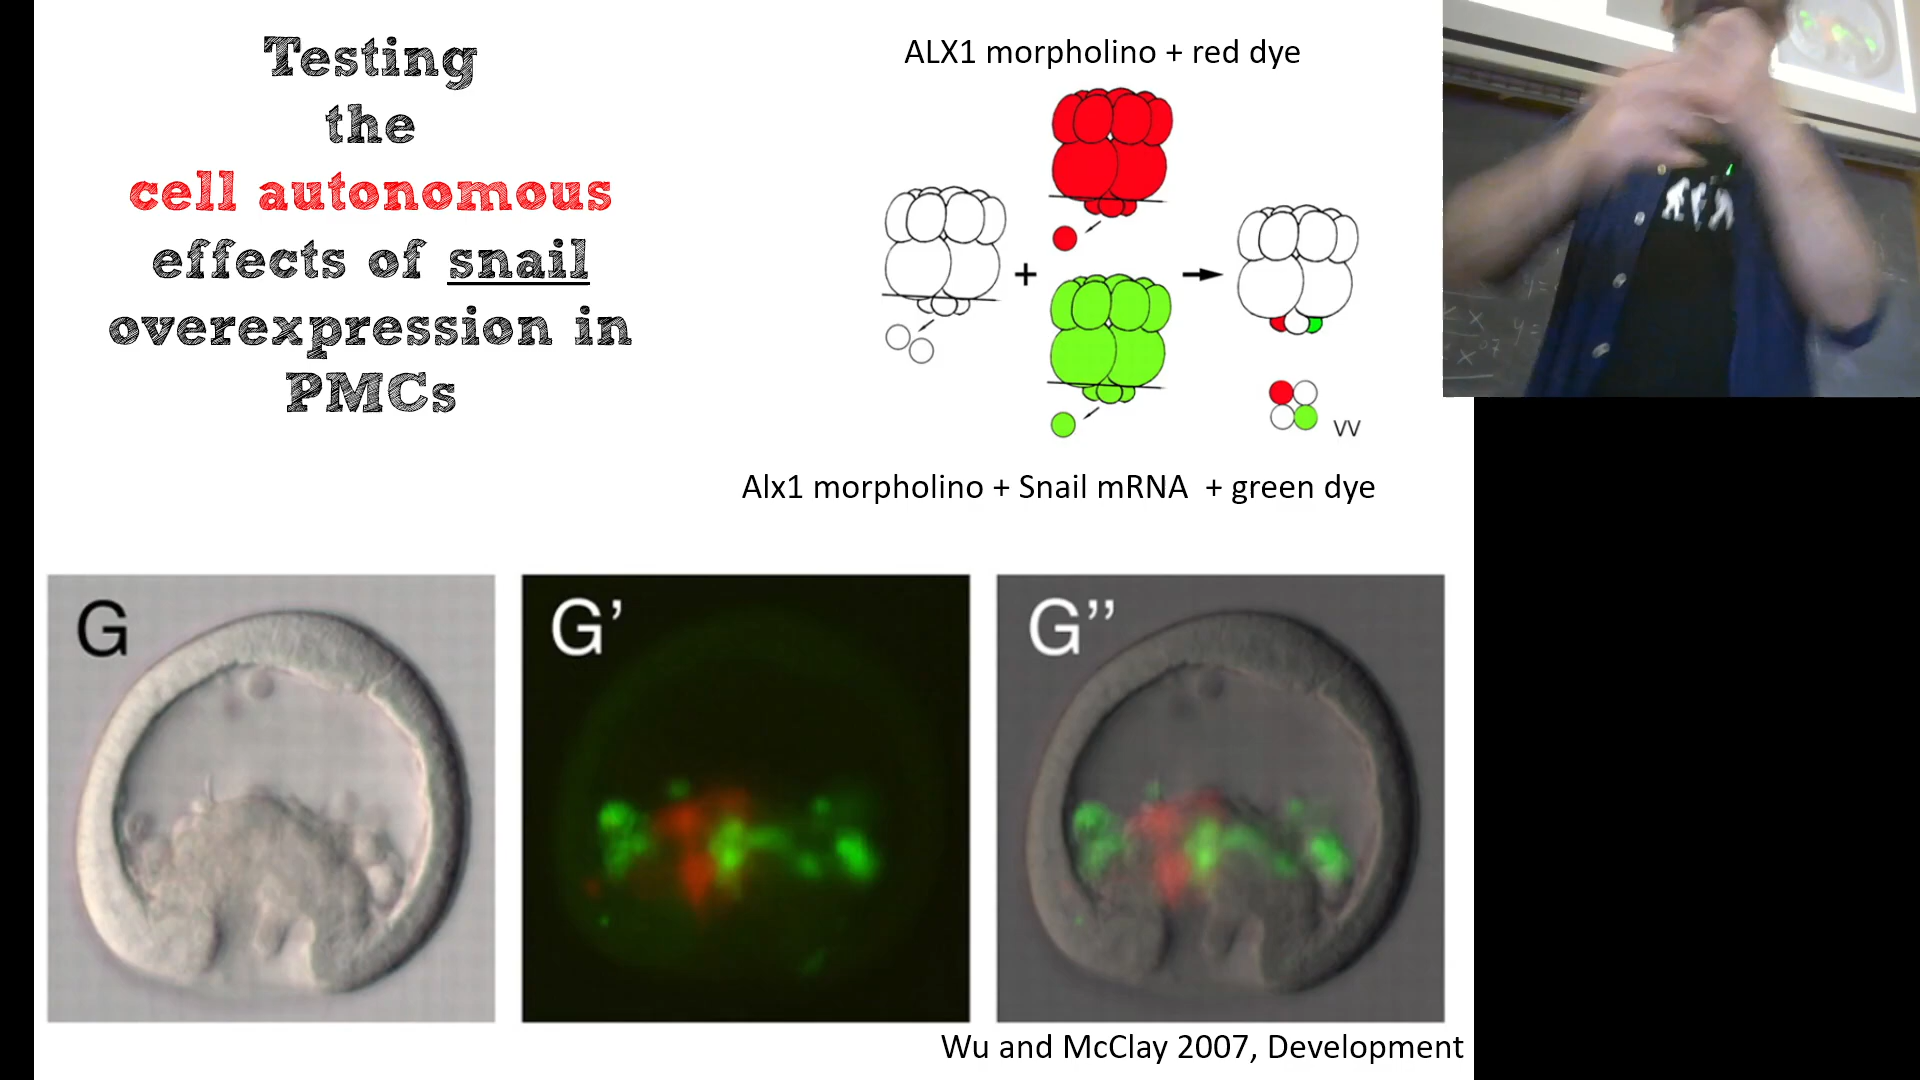 Testing
the
cell autonomous
effects of snail
overexpression in
PMCs
ALX1 morpholino + red dye
+
VV
Alx1 morpholino + Snail mRNA + green dye
G
G’
G’’
Wu and McClay 2007, Development